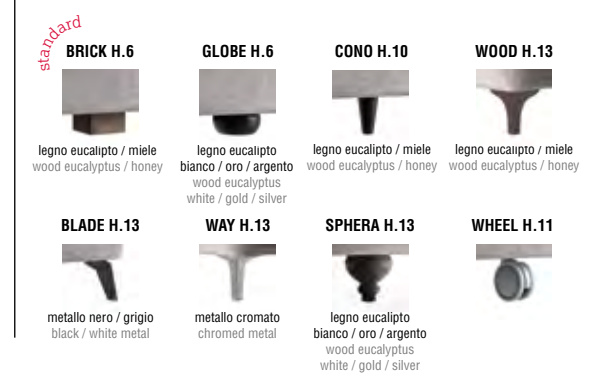 standard
BRICK H.6
legno eucalipto / miele
wood eucalyptus / honey
GLOBE H.6
legno eucalipto
bianco / oro / argento
wood eucalyptus
white / gold / silver
CONO H.10
legno eucalipto / miele
wood eucalyptus / honey
WOOD H.13
legno eucalipto / miele
wood eucalyptus / honey
BLADE H.13
metallo nero / grigio
black / white metal
WAY H.13
metallo cromato
chromed metal
SPHERA H.13
legno eucalipto
bianco / oro / argento
wood eucalyptus
white / gold / silver
WHEEL H.11